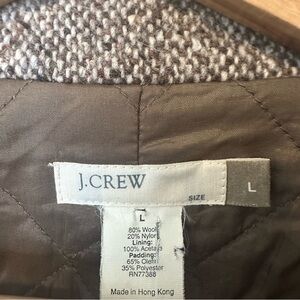 J.CREW
SIZE
L
L
80% Wool
20% Nylon
Lining:
100% Acetate
Padding:
65% Olefin
35% Polyester
RN77388
Made in Hong Kong